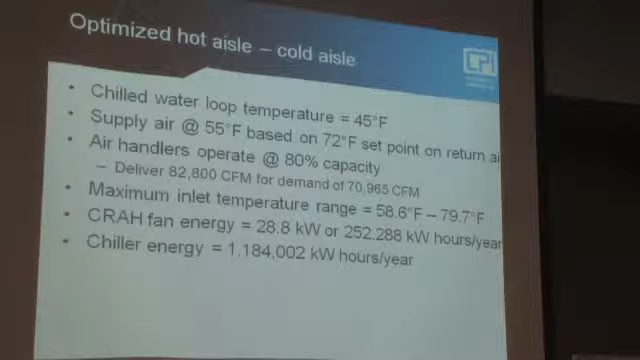 Optimized hot aisle – cold aisle
CPI
• Chilled water loop temperature = 45°F
• Supply air @ 55°F based on 72°F set point on return ai
• Air handlers operate @ 80% capacity
– Deliver 82,800 CFM for demand of 70,965 CFM
• Maximum inlet temperature range = 58.6°F – 79.7°F
• CRAH fan energy = 28.8 kW or 252.288 kW hours/year
• Chiller energy = 1,184,002 kW hours/year